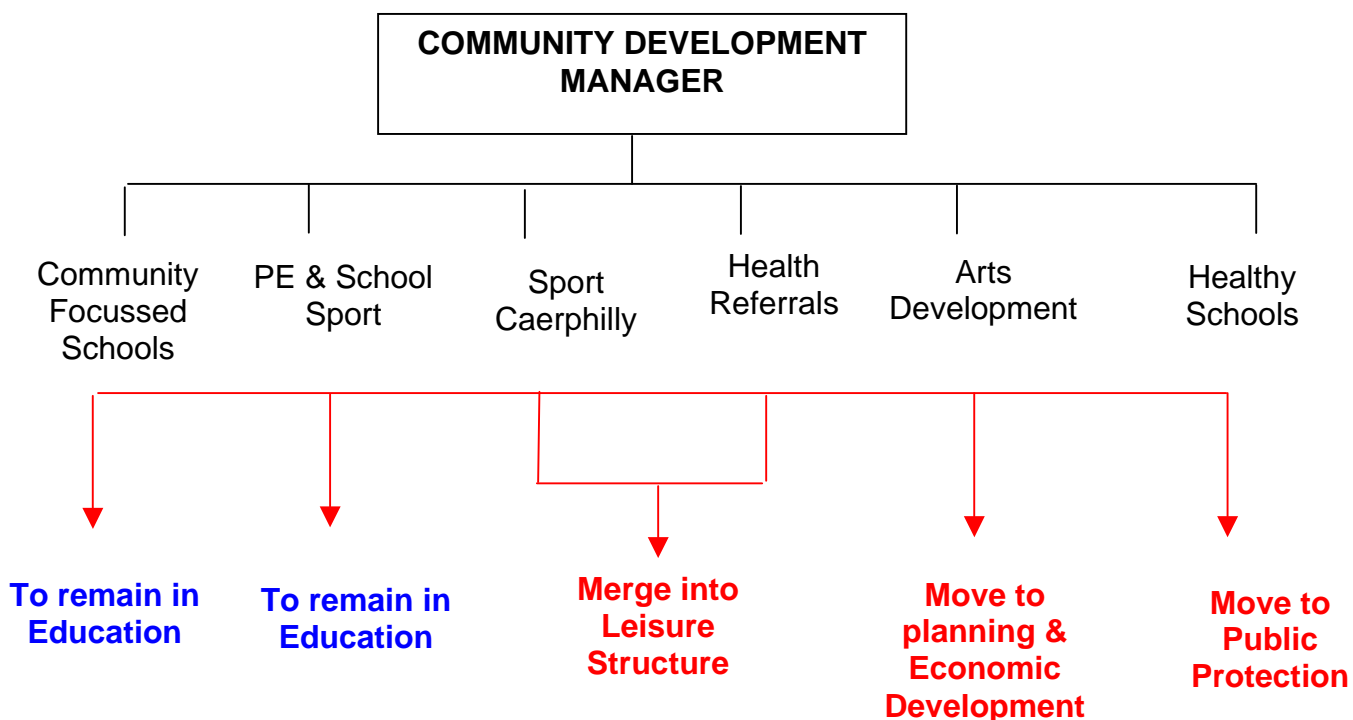 COMMUNITY DEVELOPMENT
MANAGER
Community
Focussed
Schools
PE & School
Sport
Sport
Caerphilly
Health
Referrals
Arts
Development
Healthy
Schools
To remain in
Education
To remain in
Education
Merge into
Leisure
Structure
Move to
planning &
Economic
Development
Move to
Public
Protection